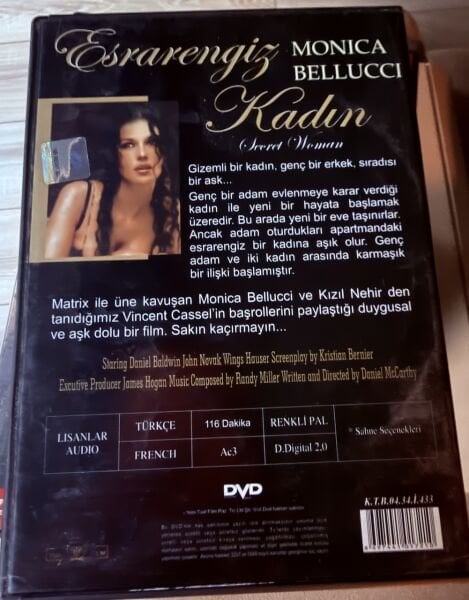 Esrarengiz
MONICA
BELLUCCI
Kadın
Secret Woman
Gizemli bir kadın, genç bir erkek, sıradısı
bir ask...
Genç bir adam evlenmeye karar verdiği
kadın ile yeni bir hayata başlamak
üzeredir. Bu arada yeni bir eve taşınırlar.
Ancak adam oturdukları apartmandaki
esrarengiz bir kadına aşık olur. Genç
adam ve iki kadın arasında karmaşık
bir ilişki başlamıştır.
Matrix ile üne kavuşan Monica Bellucci ve Kızıl Nehir den
tanıdığımız Vincent Cassel'in başrollerini paylaştığı duygusal
ve aşk dolu bir film. Sakın kaçırmayın...
Staring Daniel Baldwin John Novak Wings Hauser Screenplay by Kristian Bernier
Excutive Producer James Hogan Music Composed by Randy Miller Written and Directed by Daniel McCarthy
LISANLAR
AUDIO
TÜRKÇE
116 Dakika
RENKLİ PAL
* Sahne Seçenekleri
FRENCH
Ac3
D.Digital 2.0
DVD
K.T.B.04.34.İ.433